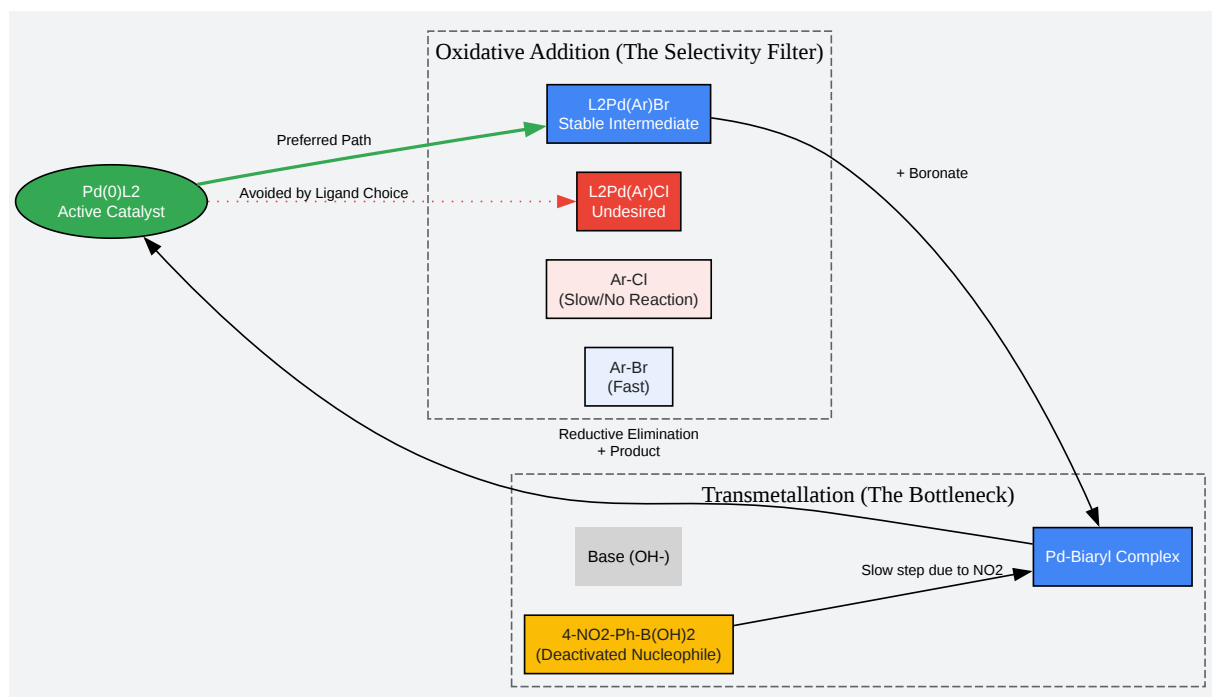 Oxidative Addition (The Selectivity Filter)
L2Pd(Ar)Br
Stable Intermediate
Preferred Path
+ Boronate
Pd(0)L2
Active Catalyst
Avoided by Ligand Choice
L2Pd(Ar)Cl
Undesired
Ar-Cl
(Slow/No Reaction)
Ar-Br
(Fast)
Reductive Elimination
+ Product
Transmetallation (The Bottleneck)
Base (OH-)
Pd-Biaryl Complex
Slow step due to NO2
4-NO2-Ph-B(OH)2
(Deactivated Nucleophile)